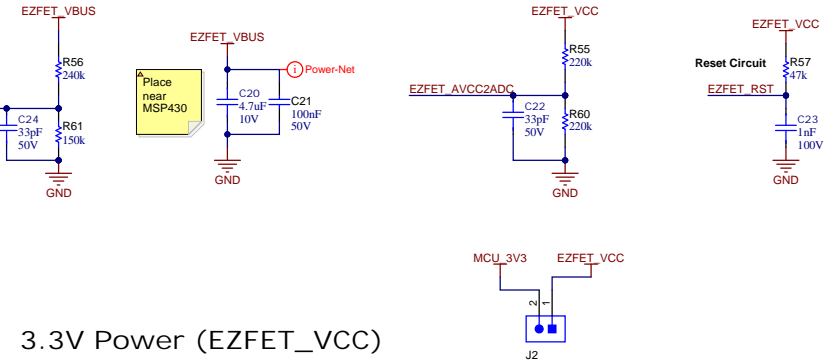 EZFET_VBUS
R56
240k
C24
33pF
50V
R61
150k
GND
Place
near
MSP430
EZFET_VBUS
i Power-Net
C20
4.7uF
10V
C21
100nF
50V
GND
EZFET_VCC
R55
220k
EZFET_AVCC2ADC
C22
33pF
50V
R60
220k
GND
EZFET_VCC
Reset Circuit
R57
47k
EZFET_RST
C23
1nF
100V
GND
MCU_3V3
EZFET_VCC
2
1
J2
3.3V Power (EZFET_VCC)